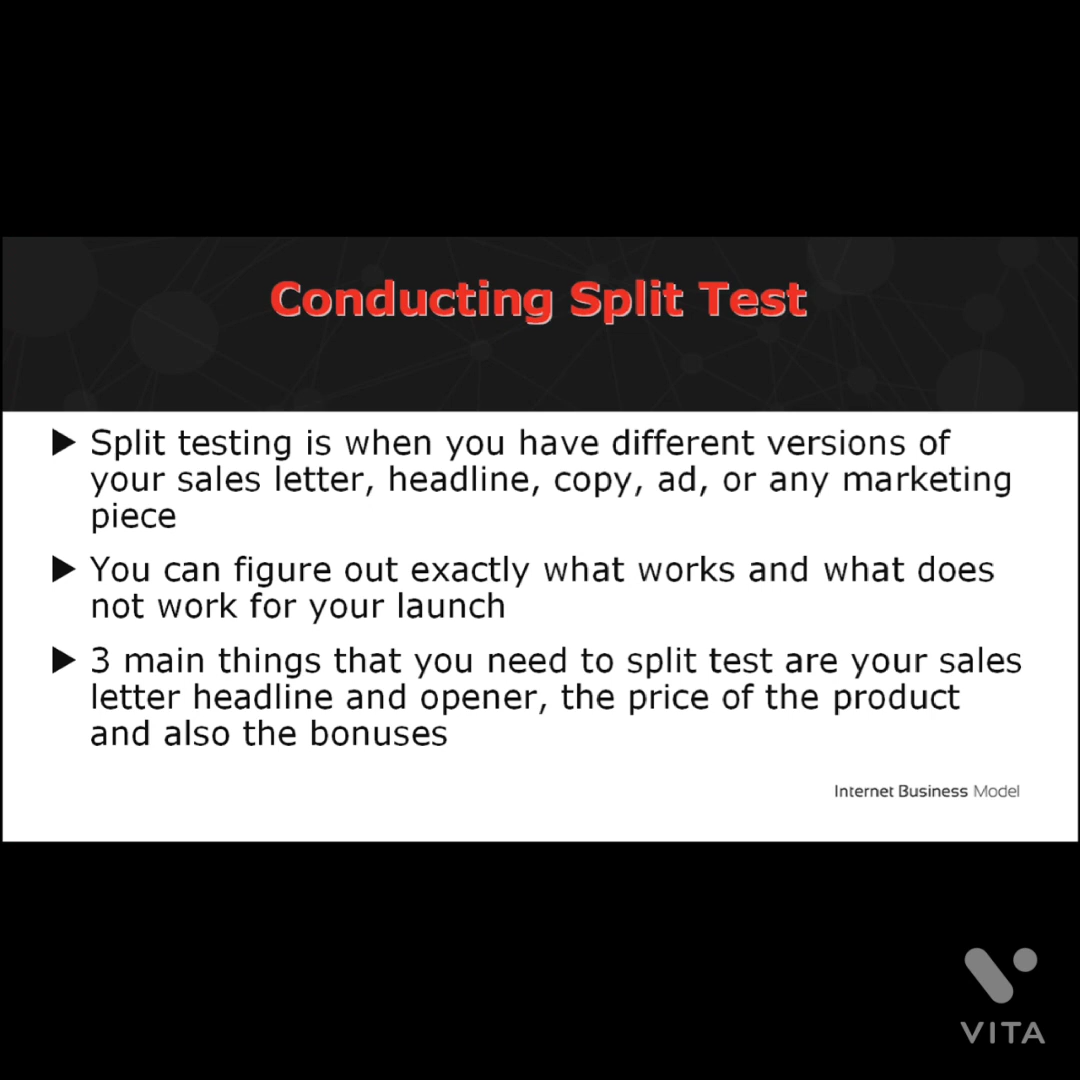 Conducting Split Test
▶ Split testing is when you have different versions of
your sales letter, headline, copy, ad, or any marketing
piece
▶ You can figure out exactly what works and what does
not work for your launch
▶ 3 main things that you need to split test are your sales
letter headline and opener, the price of the product
and also the bonuses
Internet Business Model
VITA